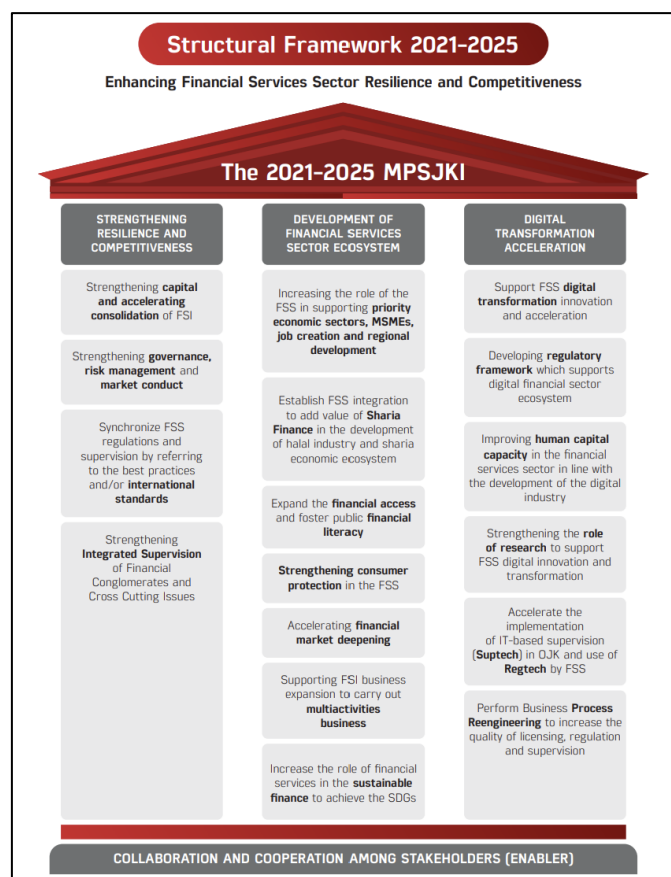 Structural Framework 2021-2025
Enhancing Financial Services Sector Resilience and Competitiveness
The 2021-2025 MPSJKI
STRENGTHENING
RESILIENCE AND
COMPETITIVENESS
Strengthening capital
and accelerating
consolidation of FSI
Strengthening governance,
risk management and
market conduct
Synchronize FSS
regulations and
supervision by referring
to the best practices
and/or international
standards
Strengthening
Integrated Supervision
of Financial
Conglomerates and
Cross Cutting Issues
DEVELOPMENT OF
FINANCIAL SERVICES
SECTOR ECOSYSTEM
Increasing the role of the
FSS in supporting priority
economic sectors, MSMEs,
job creation and regional
development
Establish FSS integration
to add value of Sharia
Finance in the development
of halal industry and sharia
economic ecosystem
Expand the financial access
and foster public financial
literacy
Strengthening consumer
protection in the FSS
Accelerating financial
market deepening
Supporting FSI business
expansion to carry out
multiactivities
business
Increase the role of financial
services in the sustainable
finance to achieve the SDGs
DIGITAL
TRANSFORMATION
ACCELERATION
Support FSS digital
transformation innovation
and acceleration
Developing regulatory
framework which supports
digital financial sector
ecosystem
Improving human capital
capacity in the financial
services sector in line with
the development of the digital
industry
Strengthening the role
of research to support
FSS digital innovation and
transformation
Accelerate the
implementation
of IT-based supervision
(Suptech) in OJK and use of
Regtech by FSS
Perform Business Process
Reengineering to increase the
quality of licensing, regulation
and supervision
COLLABORATION AND COOPERATION AMONG STAKEHOLDERS (ENABLER)